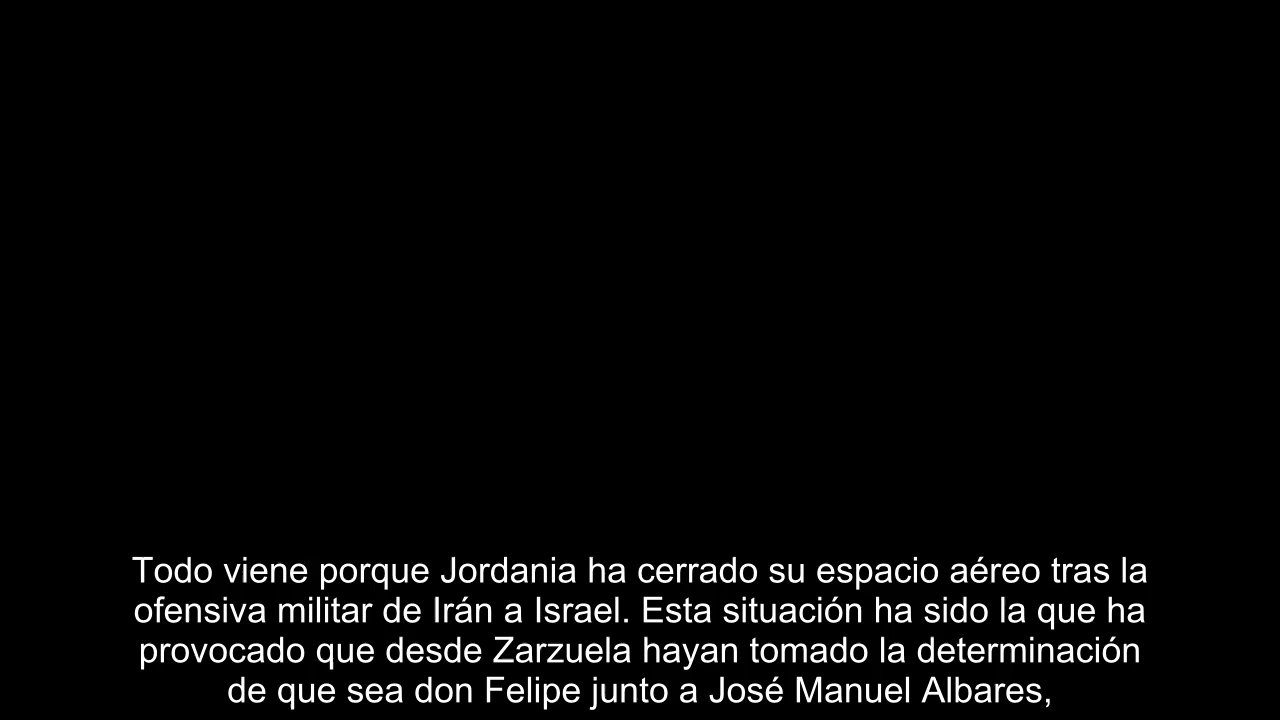 Todo viene porque Jordania ha cerrado su espacio aéreo tras la
ofensiva militar de Irán a Israel. Esta situación ha sido la que ha
provocado que desde Zarzuela hayan tomado la determinación
de que sea don Felipe junto a José Manuel Albares,